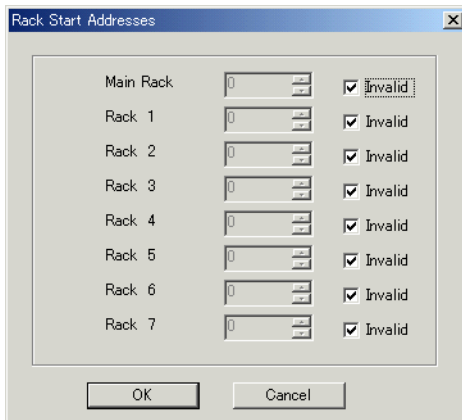 Rack Start Addresses
Main Rack 0 Invalid
Rack 1 0 Invalid
Rack 2 0 Invalid
Rack 3 0 Invalid
Rack 4 0 Invalid
Rack 5 0 Invalid
Rack 6 0 Invalid
Rack 7 0 Invalid
OK Cancel